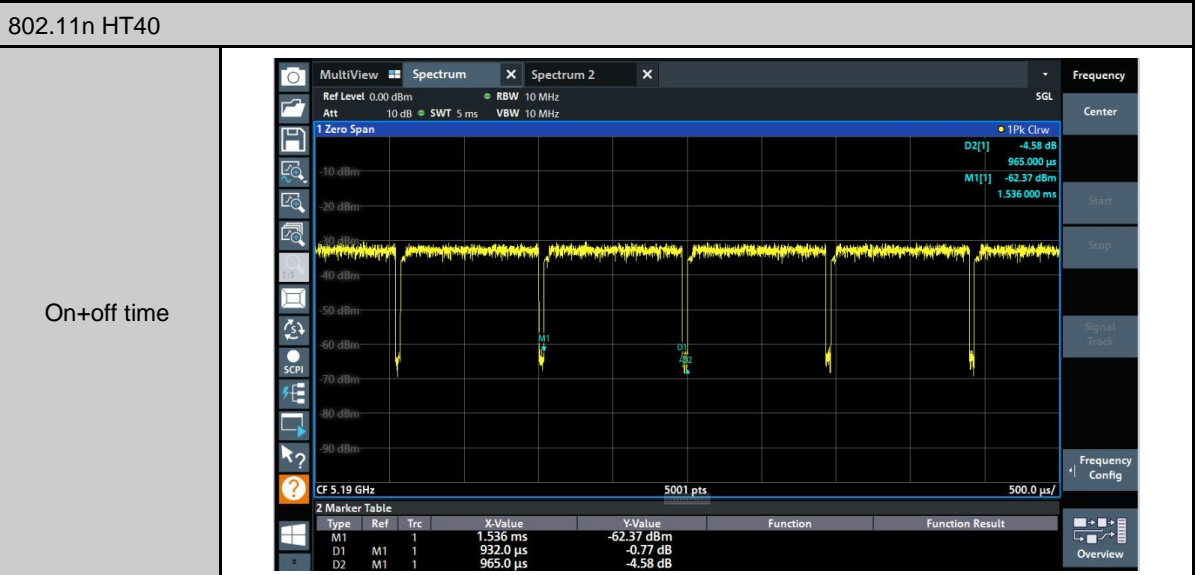 802.11n HT40
On+off time
MultiView Spectrum ✕ Spectrum 2 ✕
Ref Level 0.00 dBm RBW 10 MHz SGL
Att 10 dB SWT 5 ms VBW 10 MHz
1 Zero Span 1Pk Clrw
D2[1] -4.58 dB
965.000 µs
M1[1] -62.37 dBm
1.536 000 ms
-10 dBm
-20 dBm
-30 dBm
-40 dBm
-50 dBm
-60 dBm
-70 dBm
-80 dBm
-90 dBm
M1
D1
D2
CF 5.19 GHz 5001 pts 500.0 µs/
2 Marker Table
Type Ref Trc X-Value Y-Value Function Function Result
M1 1 1.536 ms -62.37 dBm
D1 M1 1 932.0 µs -0.77 dB
D2 M1 1 965.0 µs -4.58 dB
1:1
SCPI
Frequency
Center
Start
Stop
Signal
Track
Frequency
Config
Overview